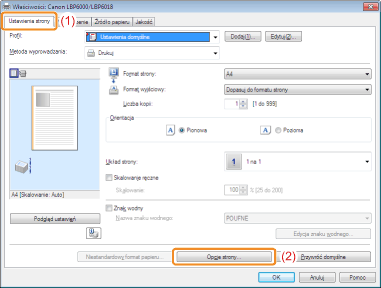 Właściwości: Canon LBP6000/LBP6018
Ustawienia strony (1) Źródło papieru Jakość
Profil: Ustawienia domyślne Dodaj(1)... Edytuj(2)...
Metoda wyprowadzania: Drukuj
Format strony: A4
Format wyjściowy: Dopasuj do formatu strony
Liczba kopii: 1 [1 do 999]
Orientacja
A Pionowa A Pozioma
Układ strony: 1 1 na 1
Skalowanie ręczne
Skalowanie: 100 % [25 do 200]
A4 [Skalowanie: Auto]
Znak wodny
Nazwa znaku wodnego: POUFNE
Podgląd ustawień
Edycja znaku wodnego...
Niestandardowy format papieru... Opcje strony... (2) Przywróć domyślne
OK Anuluj Pomoc